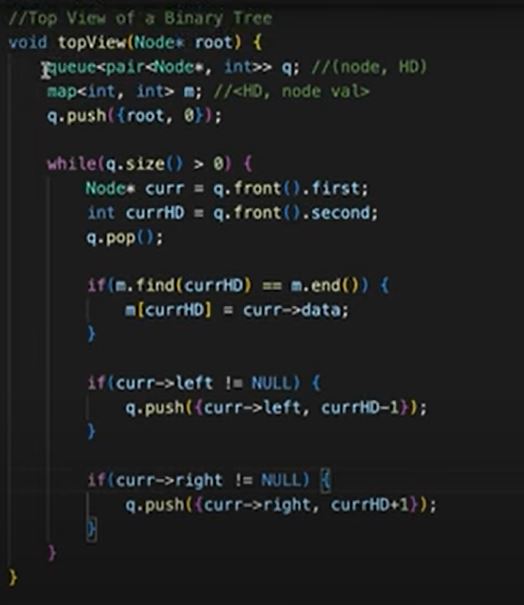 //Top View of a Binary Tree
void topView(Node* root) {
queue<pair<Node*, int>> q; //(node, HD)
map<int, int> m; //<HD, node val>
q.push({root, 0});
while(q.size() > 0) {
Node* curr = q.front().first;
int currHD = q.front().second;
q.pop();
if(m.find(currHD) == m.end()) {
m[currHD] = curr->data;
}
if(curr->left != NULL) {
q.push({curr->left, currHD-1});
}
if(curr->right != NULL) {
q.push({curr->right, currHD+1});
}
}
}